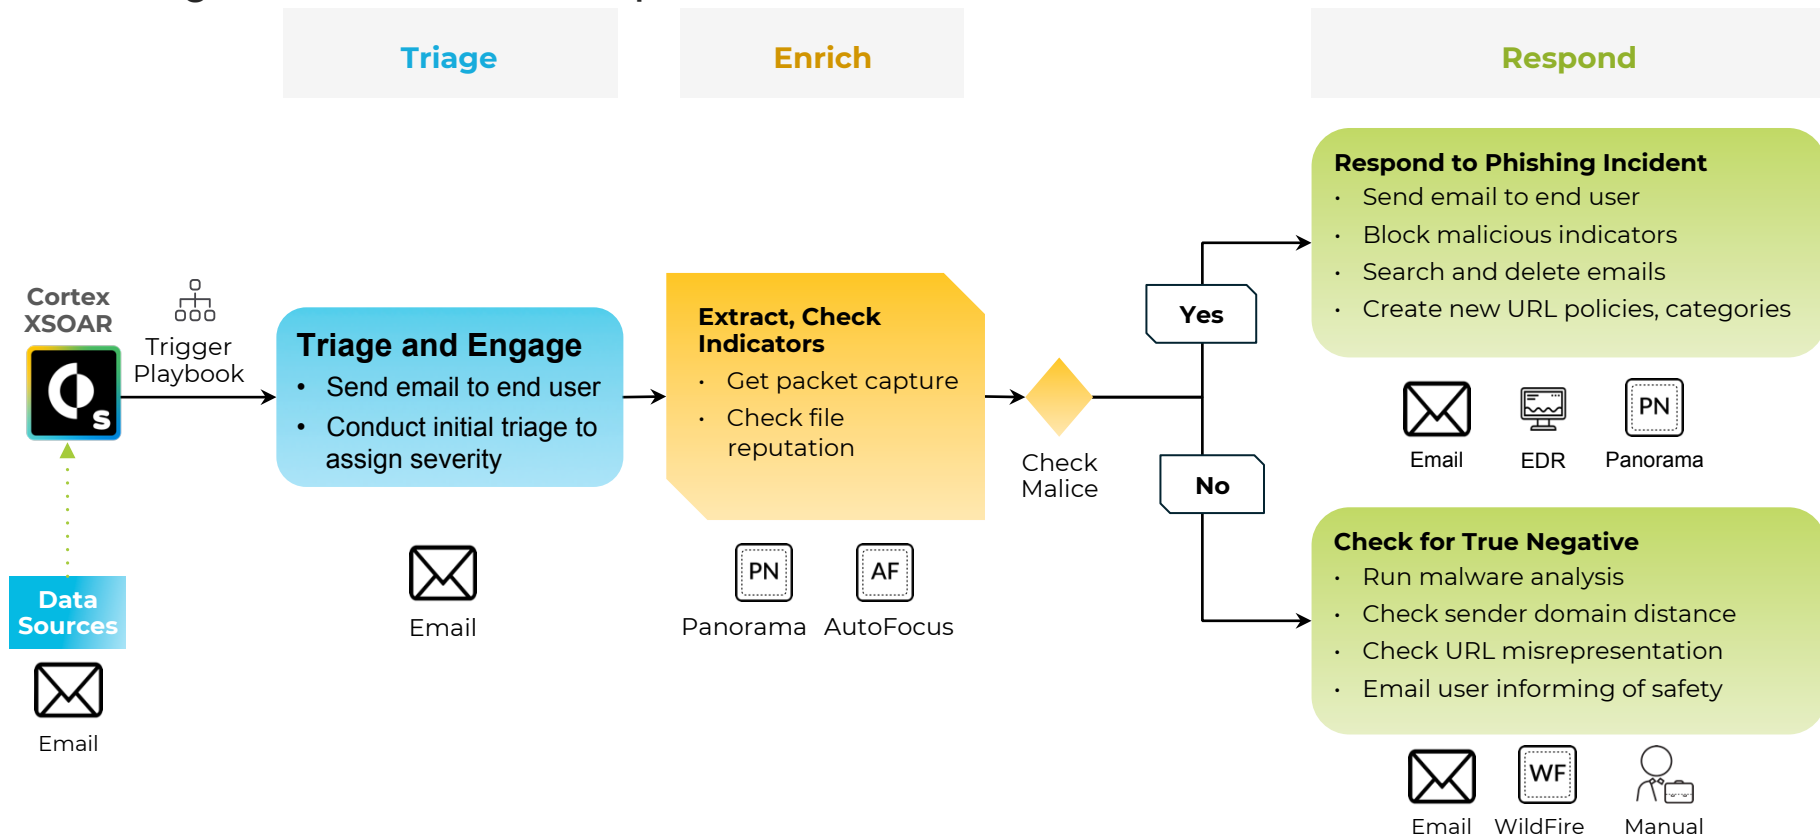 Triage
Enrich
Respond
Cortex
XSOAR
S
Trigger
Playbook
Data
Sources
Email
Triage and Engage
• Send email to end user
• Conduct initial triage to
assign severity
Email
Extract, Check
Indicators
• Get packet capture
• Check file
reputation
PN
AF
Panorama
AutoFocus
Check
Malice
Yes
No
Respond to Phishing Incident
• Send email to end user
• Block malicious indicators
• Search and delete emails
• Create new URL policies, categories
PN
Email
EDR
Panorama
Check for True Negative
• Run malware analysis
• Check sender domain distance
• Check URL misrepresentation
• Email user informing of safety
WF
Email
WildFire
Manual